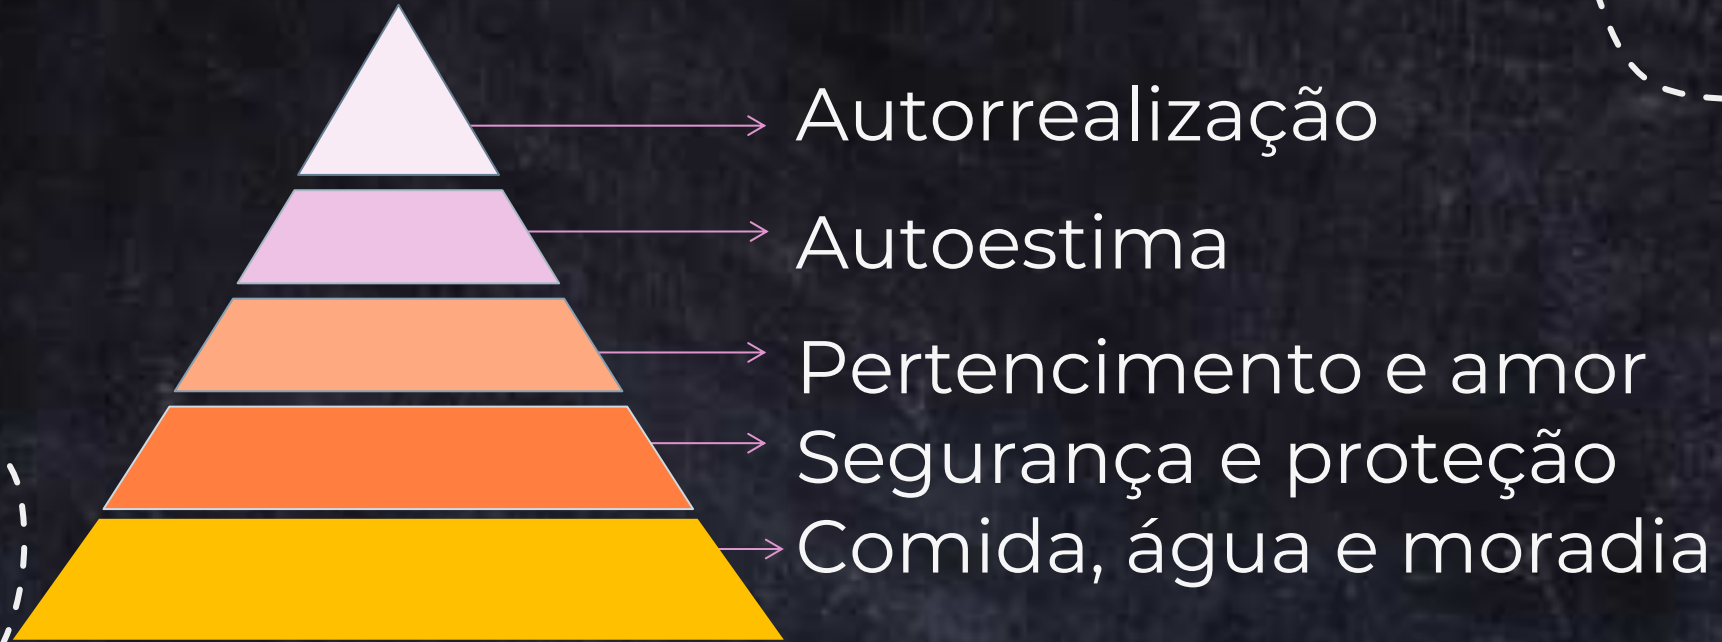 Autorrealização
Autoestima
Pertencimento e amor
Segurança e proteção
Comida, água e moradia